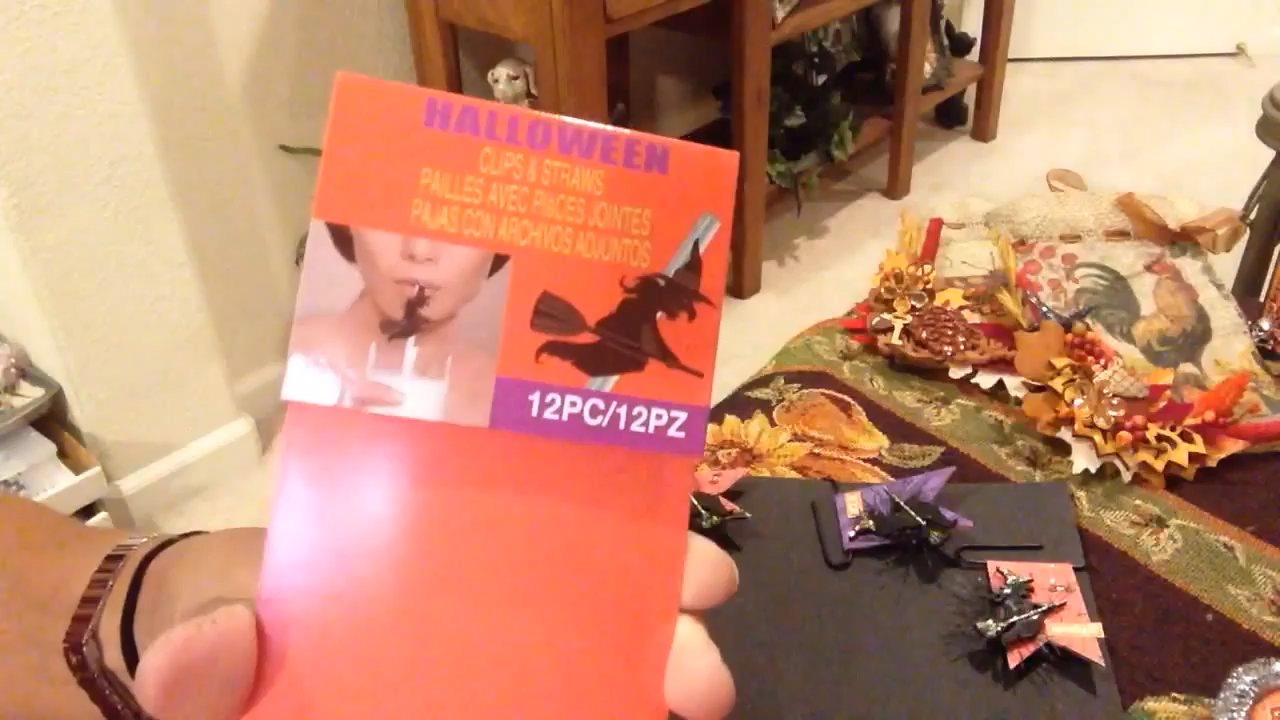 HALLOWEEN
CLIPS & STRAWS
PAILLES AVEC PIÈCES JOINTES
PAJAS CON ARCHIVOS ADJUNTOS
12PC/12PZ